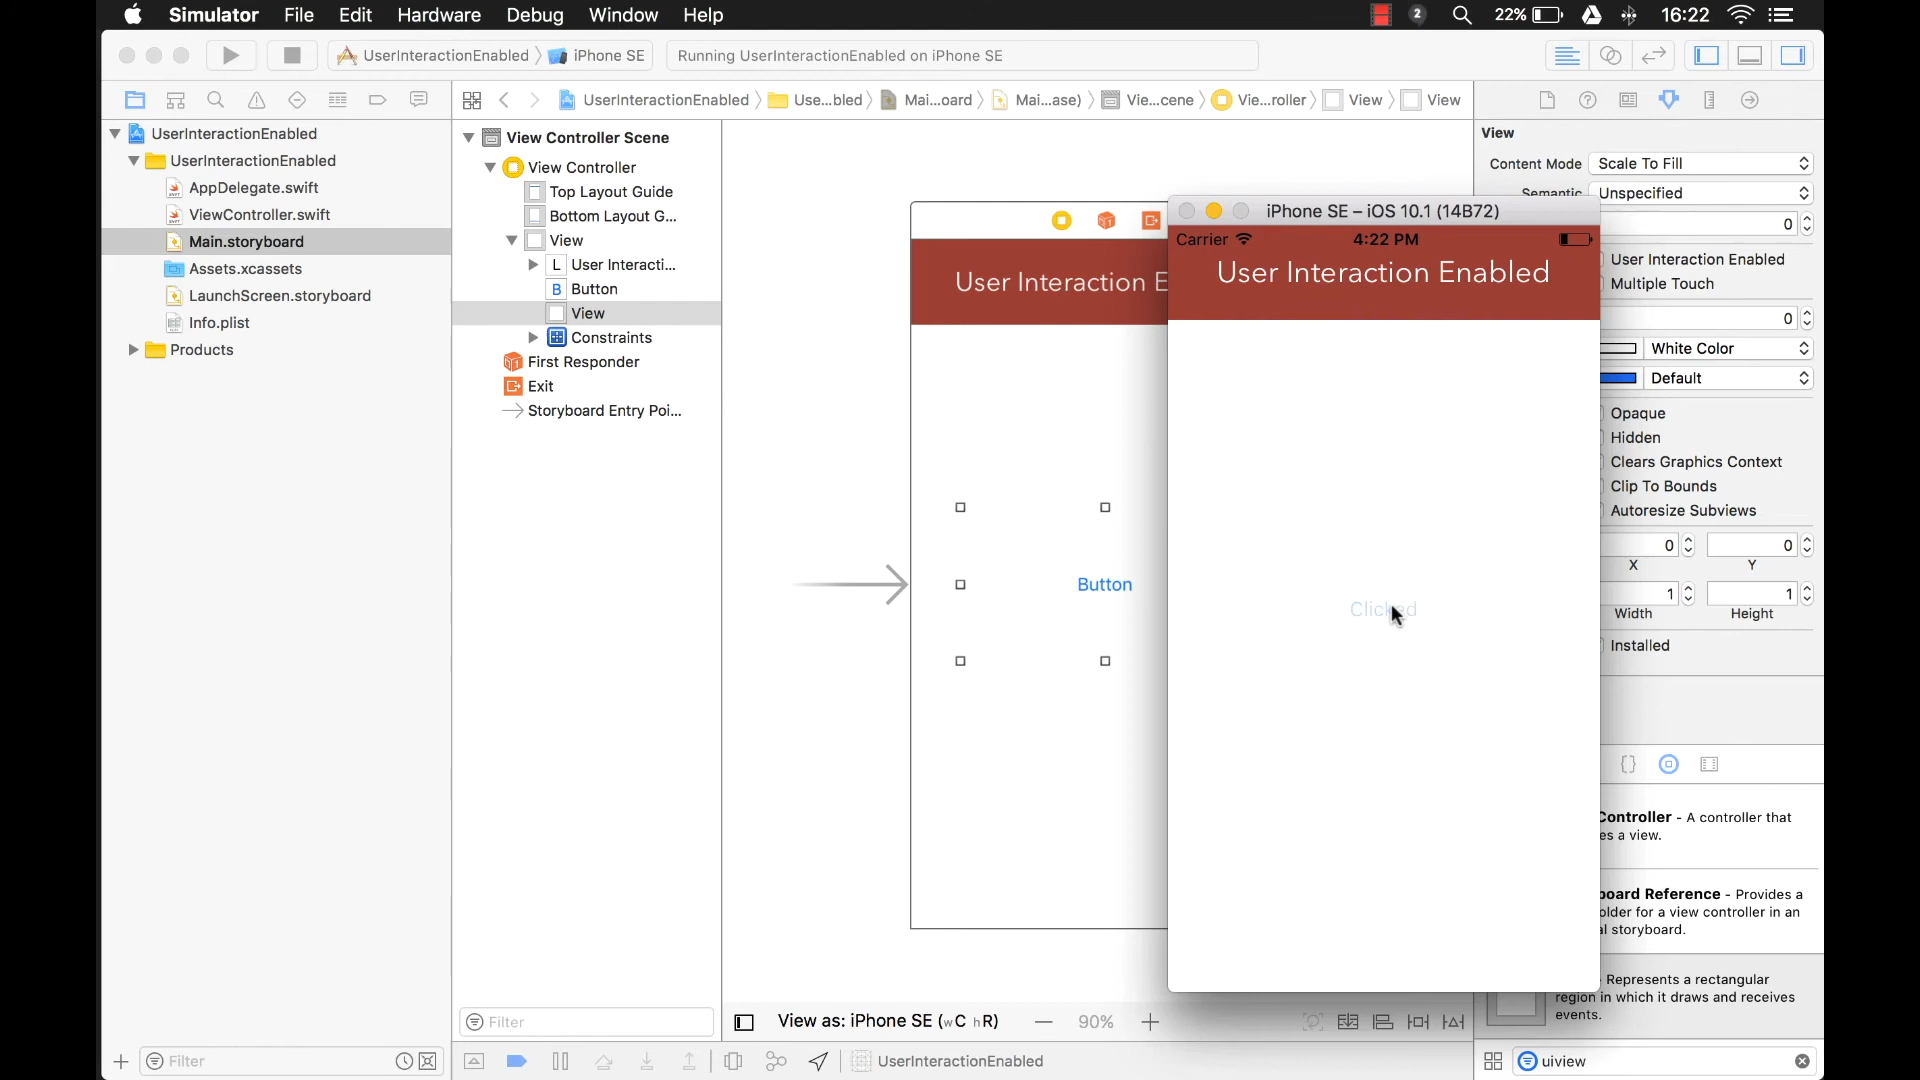 Simulator File Edit Hardware Debug Window Help 2 22% 16:22
UserInteractionEnabled iPhone SE Running UserInteractionEnabled on iPhone SE
UserInteractionEnabled Use...bled Mai...oard Mai...ase) Vie...cene Vie...roller View View
UserInteractionEnabled
UserInteractionEnabled
AppDelegate.swift
ViewController.swift
Main.storyboard
Assets.xcassets
LaunchScreen.storyboard
Info.plist
Products
Filter
View Controller Scene
View Controller
Top Layout Guide
Bottom Layout G...
View
L User Interacti...
B Button
View
Constraints
First Responder
Exit
Storyboard Entry Poi...
Filter
User Interaction E
Button
View as: iPhone SE (wC hR) 90%
UserInteractionEnabled
iPhone SE – iOS 10.1 (14B72)
Carrier 4:22 PM
User Interaction Enabled
Clicked
View
Content Mode Scale To Fill
Semantic Unspecified
0
User Interaction Enabled
Multiple Touch
0
White Color
Default
Opaque
Hidden
Clears Graphics Context
Clip To Bounds
Autoresize Subviews
0 0
X Y
1 1
Width Height
Installed
Controller - A controller that
es a view.
board Reference - Provides a
older for a view controller in an
al storyboard.
- Represents a rectangular
region in which it draws and receives
events.
uiview